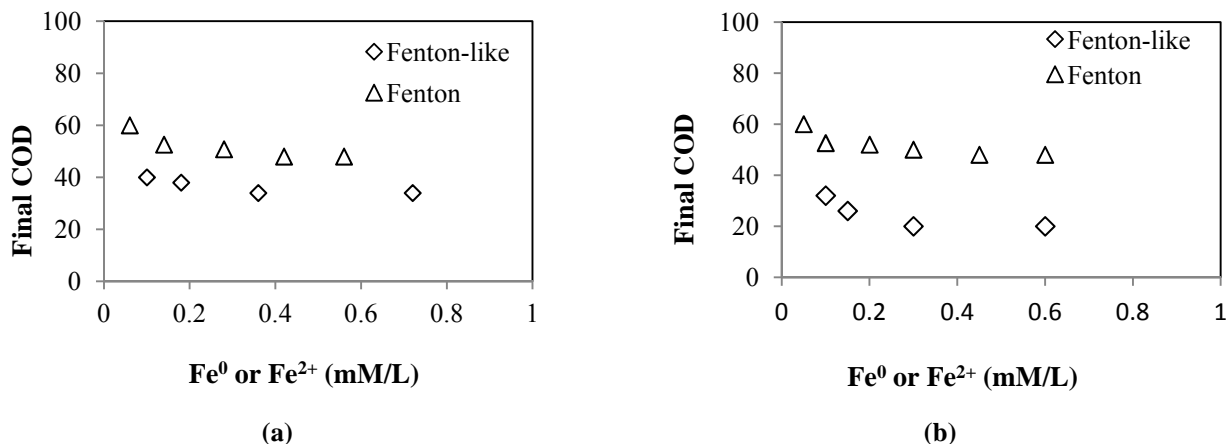 100
80
60
40
20
0
Final COD
Fenton-like
Fenton
0 0.2 0.4 0.6 0.8 1
Fe⁰ or Fe²⁺ (mM/L)
(a)
100
80
60
40
20
0
Final COD
Fenton-like
Fenton
0 0.2 0.4 0.6 0.8 1
Fe⁰ or Fe²⁺ (mM/L)
(b)